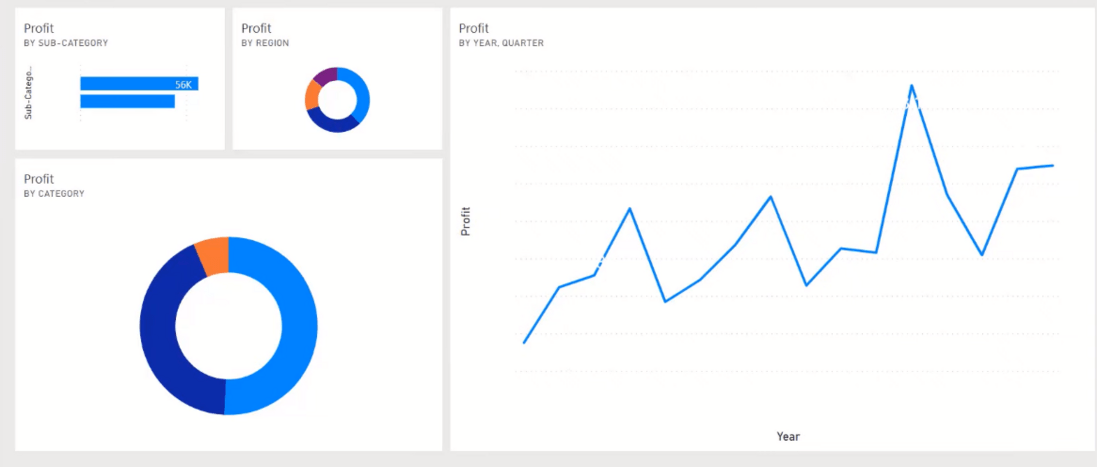 Profit
BY SUB-CATEGORY
Sub-Catego...
56K
Profit
BY REGION
Profit
BY CATEGORY
Profit
BY YEAR, QUARTER
Profit
Year